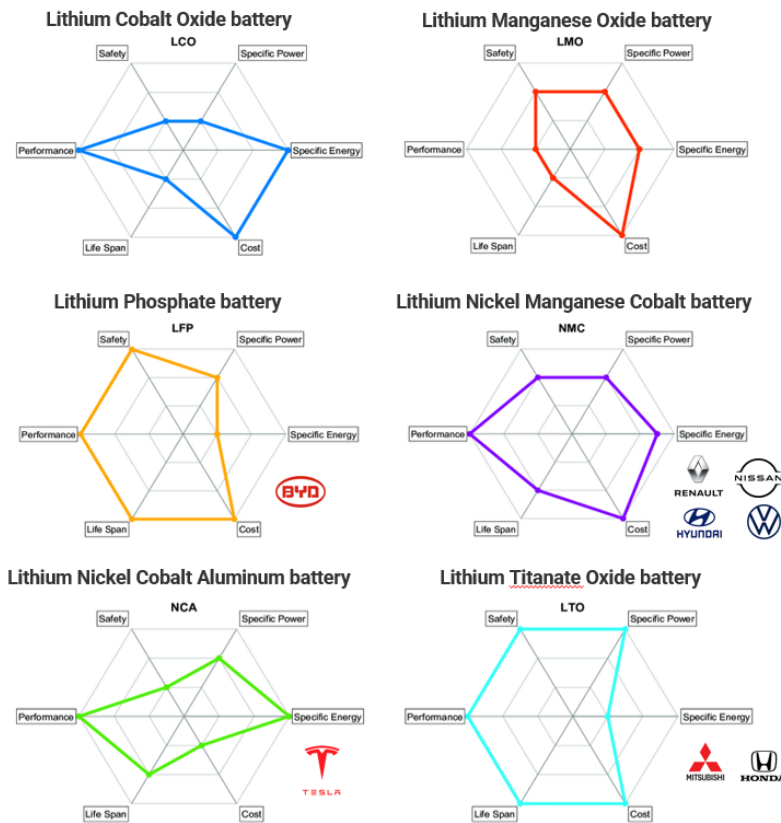 Lithium Cobalt Oxide battery
LCO
Safety
Specific Power
Performance
Specific Energy
Life Span
Cost
Lithium Manganese Oxide battery
LMO
Safety
Specific Power
Performance
Specific Energy
Life Span
Cost
Lithium Phosphate battery
LFP
Safety
Specific Power
Performance
Specific Energy
Life Span
Cost
BYD
Lithium Nickel Manganese Cobalt battery
NMC
Safety
Specific Power
Performance
Specific Energy
Life Span
Cost
RENAULT
NISSAN
HYUNDAI
VW
Lithium Nickel Cobalt Aluminum battery
NCA
Safety
Specific Power
Performance
Specific Energy
Life Span
Cost
TESLA
Lithium Titanate Oxide battery
LTO
Safety
Specific Power
Performance
Specific Energy
Life Span
Cost
MITSUBISHI
HONDA